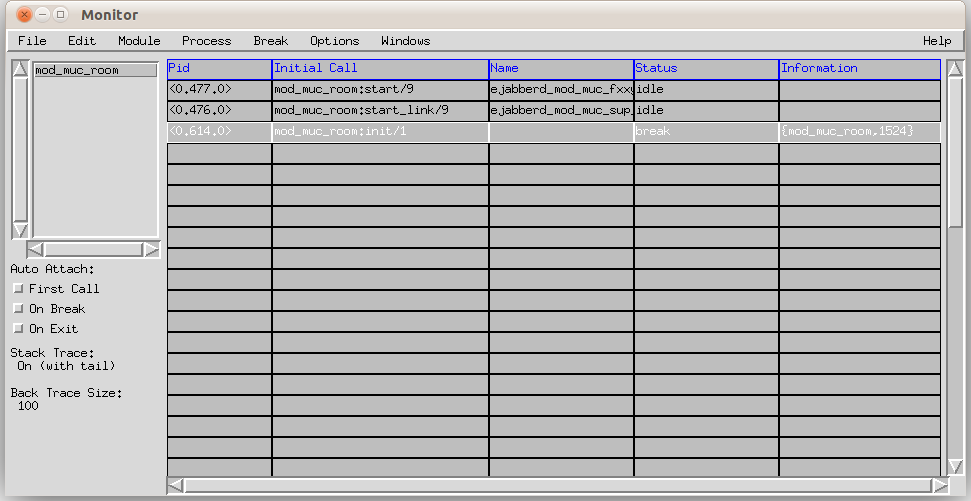 Monitor
File Edit Module Process Break Options Windows Help
mod_muc_room
Pid Initial Call Name Status Information
<0.477.0> mod_muc_room:start/9 ejabberd_mod_muc_fxxy idle
<0.476.0> mod_muc_room:start_link/9 ejabberd_mod_muc_sup_ idle
<0.614.0> mod_muc_room:init/1 break {mod_muc_room,1524}
Auto Attach:
First Call
On Break
On Exit
Stack Trace:
On (with tail)
Back Trace Size:
100